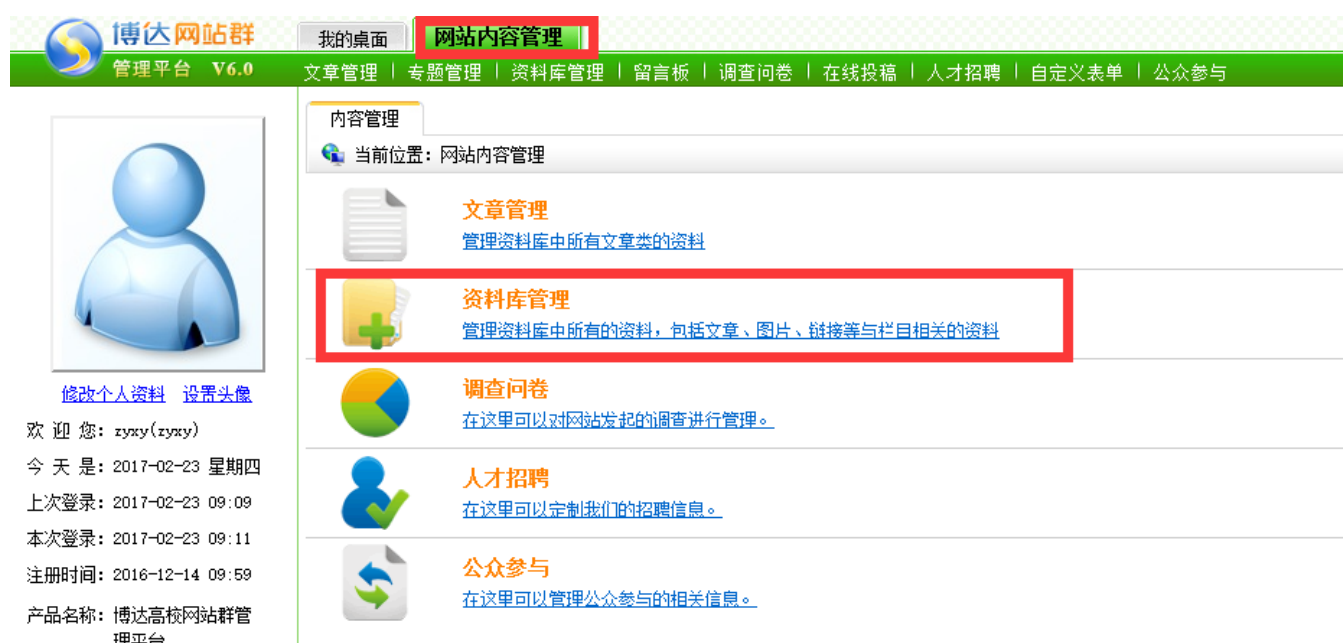 博达网站群
管理平台 V6.0
我的桌面 网站内容管理
文章管理 | 专题管理 | 资料库管理 | 留言板 | 调查问卷 | 在线投稿 | 人才招聘 | 自定义表单 | 公众参与
内容管理
当前位置：网站内容管理
文章管理
管理资料库中所有文章类的资料
资料库管理
管理资料库中所有的资料，包括文章、图片、链接等与栏目相关的资料
调查问卷
在这里可以对网站发起的调查进行管理。
人才招聘
在这里可以定制我们的招聘信息。
公众参与
在这里可以管理公众参与的相关信息。
修改个人资料 设置头像
欢 迎 您：zyxy(zyxy)
今 天 是：2017-02-23 星期四
上次登录：2017-02-23 09:09
本次登录：2017-02-23 09:11
注册时间：2016-12-14 09:59
产品名称：博达高校网站群管
理平台